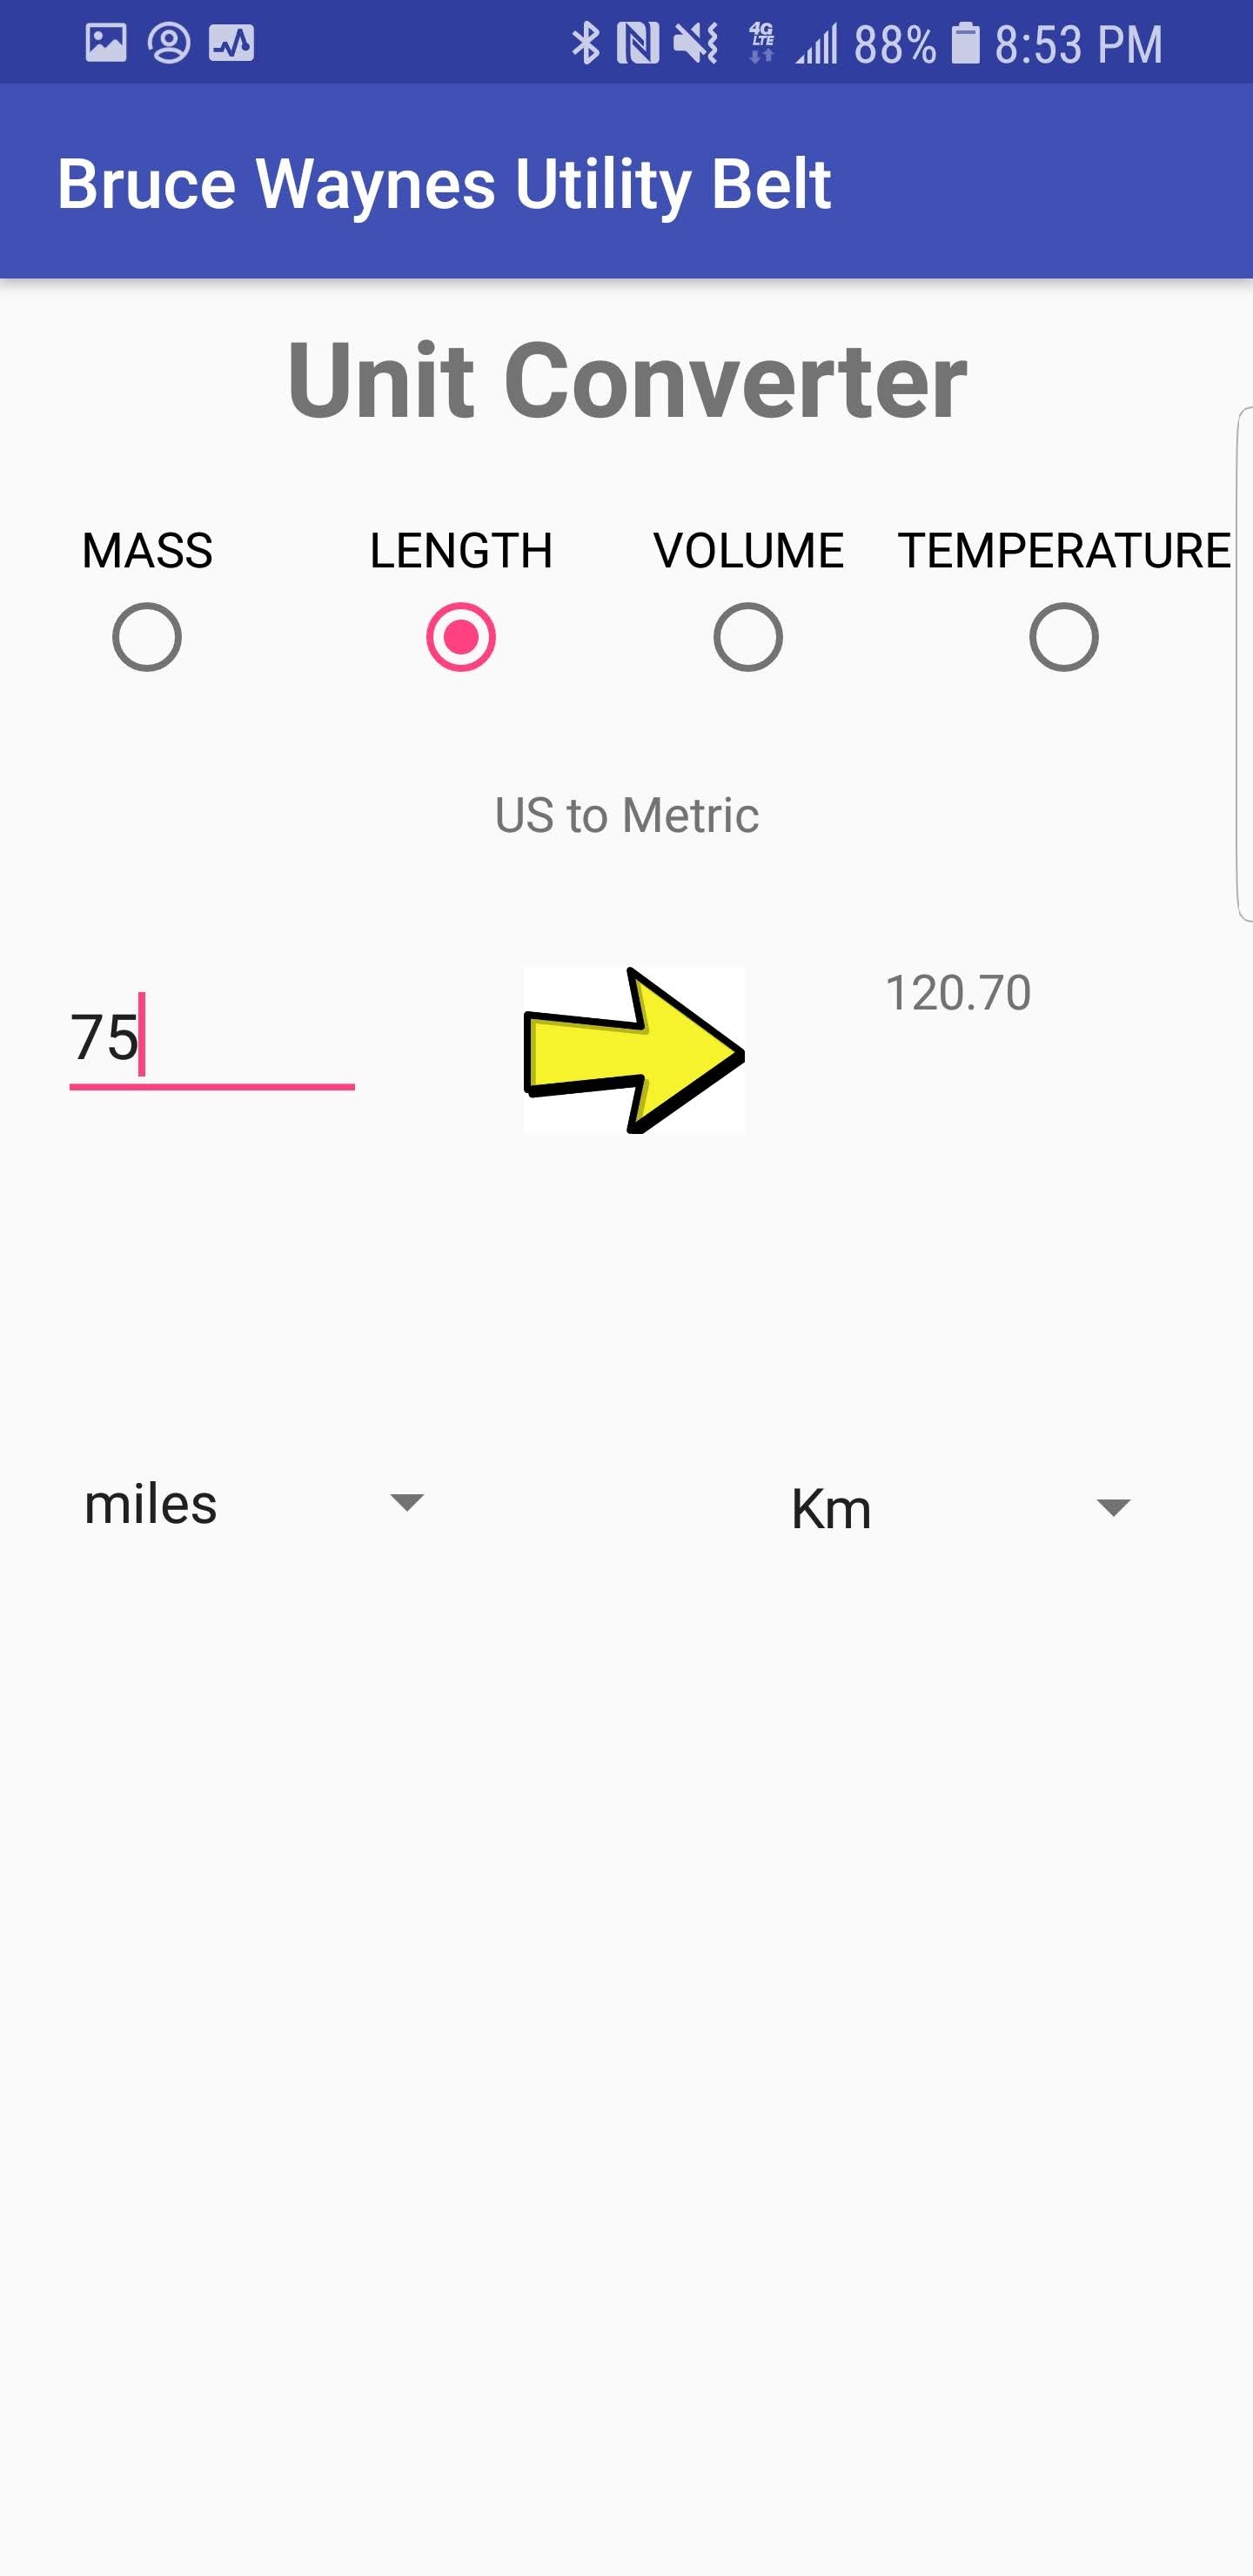 4G LTE 88% 8:53 PM
Bruce Waynes Utility Belt
Unit Converter
MASS LENGTH VOLUME TEMPERATURE
US to Metric
75 120.70
miles Km